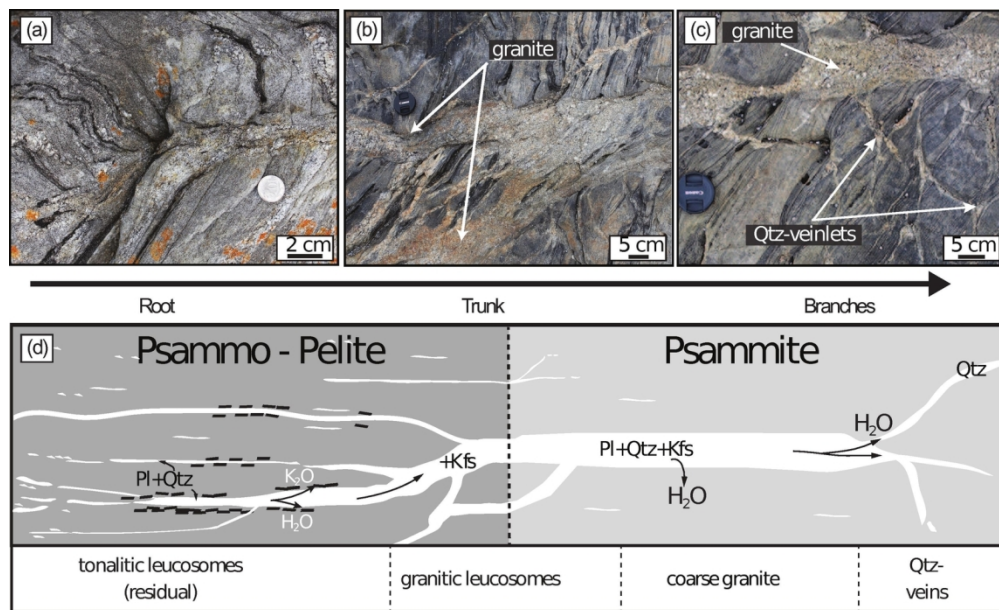 (a)
2 cm
(b)
granite
5 cm
(c)
granite
Qtz-veinlets
5 cm
Root
Trunk
Branches
(d)
Psammo - Pelite
Psammite
Qtz
H₂O
Pl+Qtz
K₂O
H₂O
+Kfs
Pl+Qtz+Kfs
H₂O
tonalitic leucosomes
(residual)
granitic leucosomes
coarse granite
Qtz-
veins